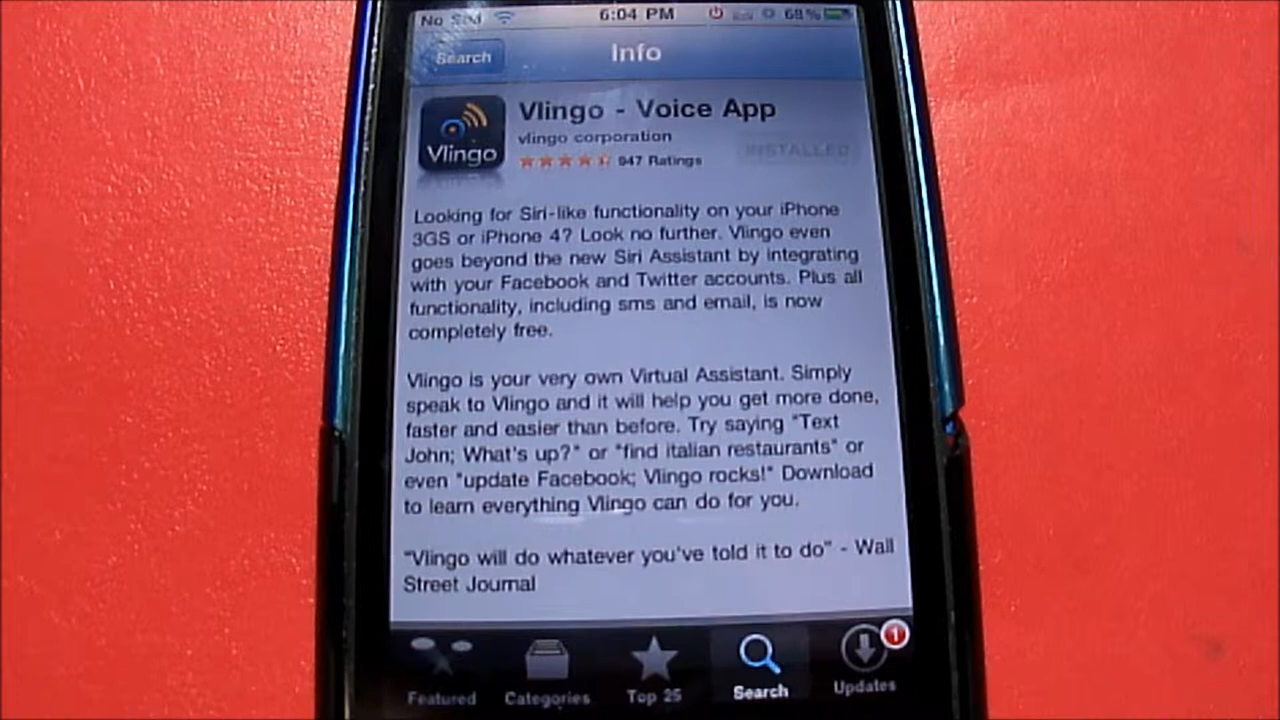 No 6:04 PM 68%
Search Info
Vlingo - Voice App
vlingo corporation
Vlingo
947 Ratings INSTALLED
Looking for Siri-like functionality on your iPhone
3GS or iPhone 4? Look no further. Vlingo even
goes beyond the new Siri Assistant by integrating
with your Facebook and Twitter accounts. Plus all
functionality, including sms and email, is now
completely free.
Vlingo is your very own Virtual Assistant. Simply
speak to Vlingo and it will help you get more done,
faster and easier than before. Try saying "Text
John; What's up?" or "find italian restaurants" or
even "update Facebook; Vlingo rocks!" Download
to learn everything Vlingo can do for you.
"Vlingo will do whatever you've told it to do" - Wall
Street Journal
1
Featured Categories Top 25 Search Updates